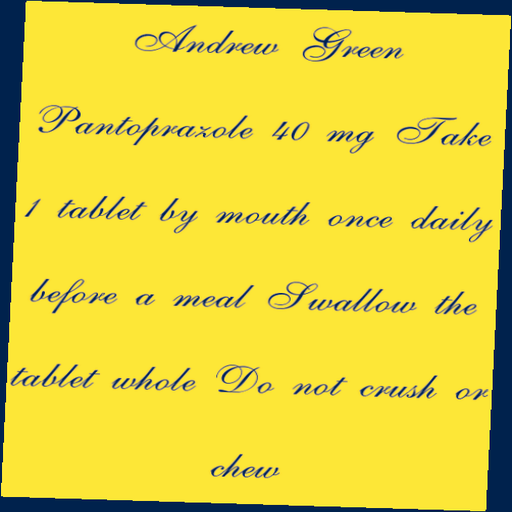 Andrew Green
Pantoprazole 40 mg Take
1 tablet by mouth once daily
before a meal Swallow the
tablet whole Do not crush or
chew